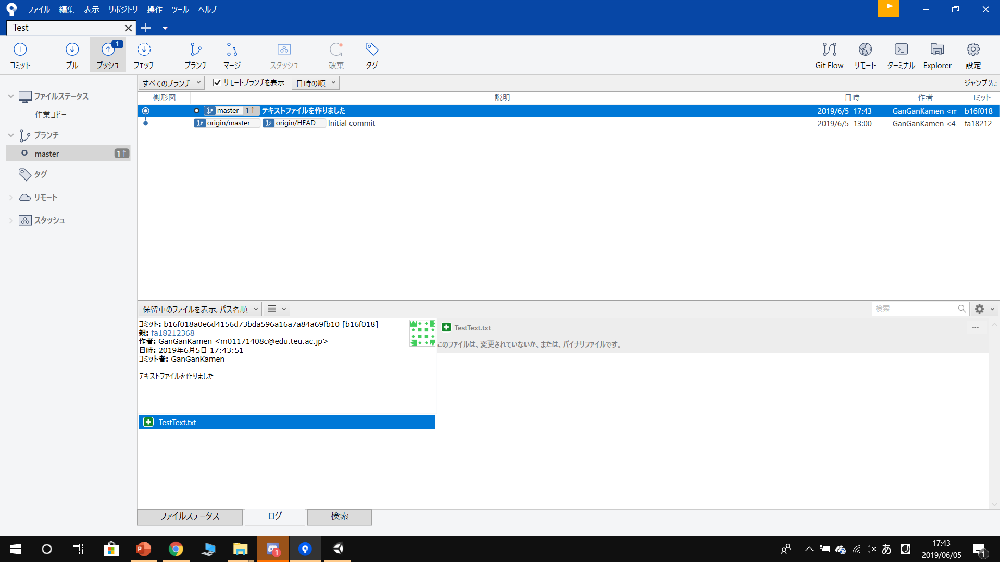 ファイル 編集 表示 リポジトリ 操作 ツール ヘルプ
Test
1
コミット プル プッシュ フェッチ ブランチ マージ スタッシュ 破棄 タグ Git Flow リモート ターミナル Explorer 設定
すべてのブランチ リモートブランチを表示 日時の順 ジャンプ先:
樹形図 説明 日時 作者 コミット
master 1↑ テキストファイルを作りました 2019/6/5 17:43 GanGanKamen <m b16f018
origin/master origin/HEAD Initial commit 2019/6/5 13:00 GanGanKamen <4 fa18212
ファイルステータス
作業コピー
ブランチ
master 1↑
タグ
リモート
スタッシュ
保留中のファイルを表示, パス名順 検索
コミット: b16f018a0e6d4156d73bda596a16a7a84a69fb10 [b16f018]
親: fa18212368
作者: GanGanKamen <m01171408c@edu.teu.ac.jp>
日時: 2019年6月5日 17:43:51
コミット者: GanGanKamen
テキストファイルを作りました
TestText.txt
TestText.txt
このファイルは、変更されていないか、または、バイナリファイルです。
ファイルステータス ログ 検索
1
あ
17:43
2019/06/05
1